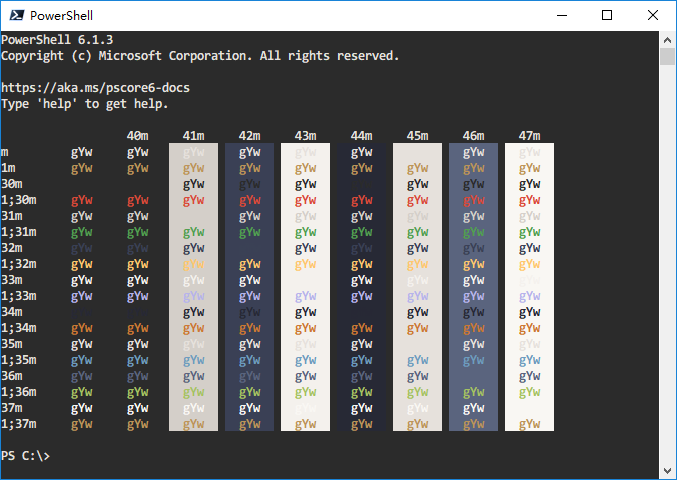 PowerShell
PowerShell 6.1.3
Copyright (c) Microsoft Corporation. All rights reserved.
https://aka.ms/pscore6-docs
Type 'help' to get help.
40m 41m 42m 43m 44m 45m 46m 47m
m gYw gYw gYw gYw gYw gYw gYw gYw
1m gYw gYw gYw gYw gYw gYw gYw gYw gYw
30m gYw gYw gYw gYw gYw gYw
1;30m gYw gYw gYw gYw gYw gYw gYw gYw gYw
31m gYw gYw gYw gYw gYw gYw gYw gYw
1;31m gYw gYw gYw gYw gYw gYw gYw gYw gYw
32m gYw gYw gYw gYw gYw gYw gYw gYw
1;32m gYw gYw gYw gYw gYw gYw gYw gYw gYw
33m gYw gYw gYw gYw gYw gYw gYw gYw
1;33m gYw gYw gYw gYw gYw gYw gYw gYw gYw
34m gYw gYw gYw gYw gYw gYw
1;34m gYw gYw gYw gYw gYw gYw gYw gYw gYw
35m gYw gYw gYw gYw gYw gYw gYw gYw
1;35m gYw gYw gYw gYw gYw gYw gYw gYw gYw
36m gYw gYw gYw gYw gYw gYw gYw gYw
1;36m gYw gYw gYw gYw gYw gYw gYw gYw gYw
37m gYw gYw gYw gYw gYw gYw gYw gYw
1;37m gYw gYw gYw gYw gYw gYw gYw gYw gYw
PS C:\>